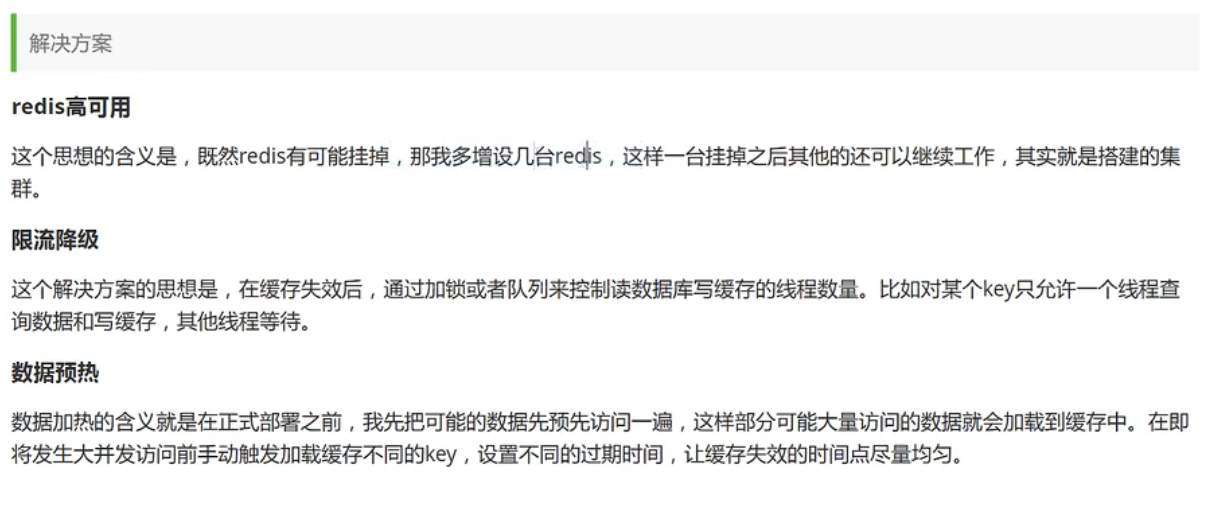 解决方案
redis高可用
这个思想的含义是，既然redis有可能挂掉，那我多增设几台redis，这样一台挂掉之后其他的还可以继续工作，其实就是搭建的集
群。
限流降级
这个解决方案的思想是，在缓存失效后，通过加锁或者队列来控制读数据库写缓存的线程数量。比如对某个key只允许一个线程查
询数据和写缓存，其他线程等待。
数据预热
数据加热的含义就是在正式部署之前，我先把可能的数据先预先访问一遍，这样部分可能大量访问的数据就会加载到缓存中。在即
将发生大并发访问前手动触发加载缓存不同的key，设置不同的过期时间，让缓存失效的时间点尽量均匀。